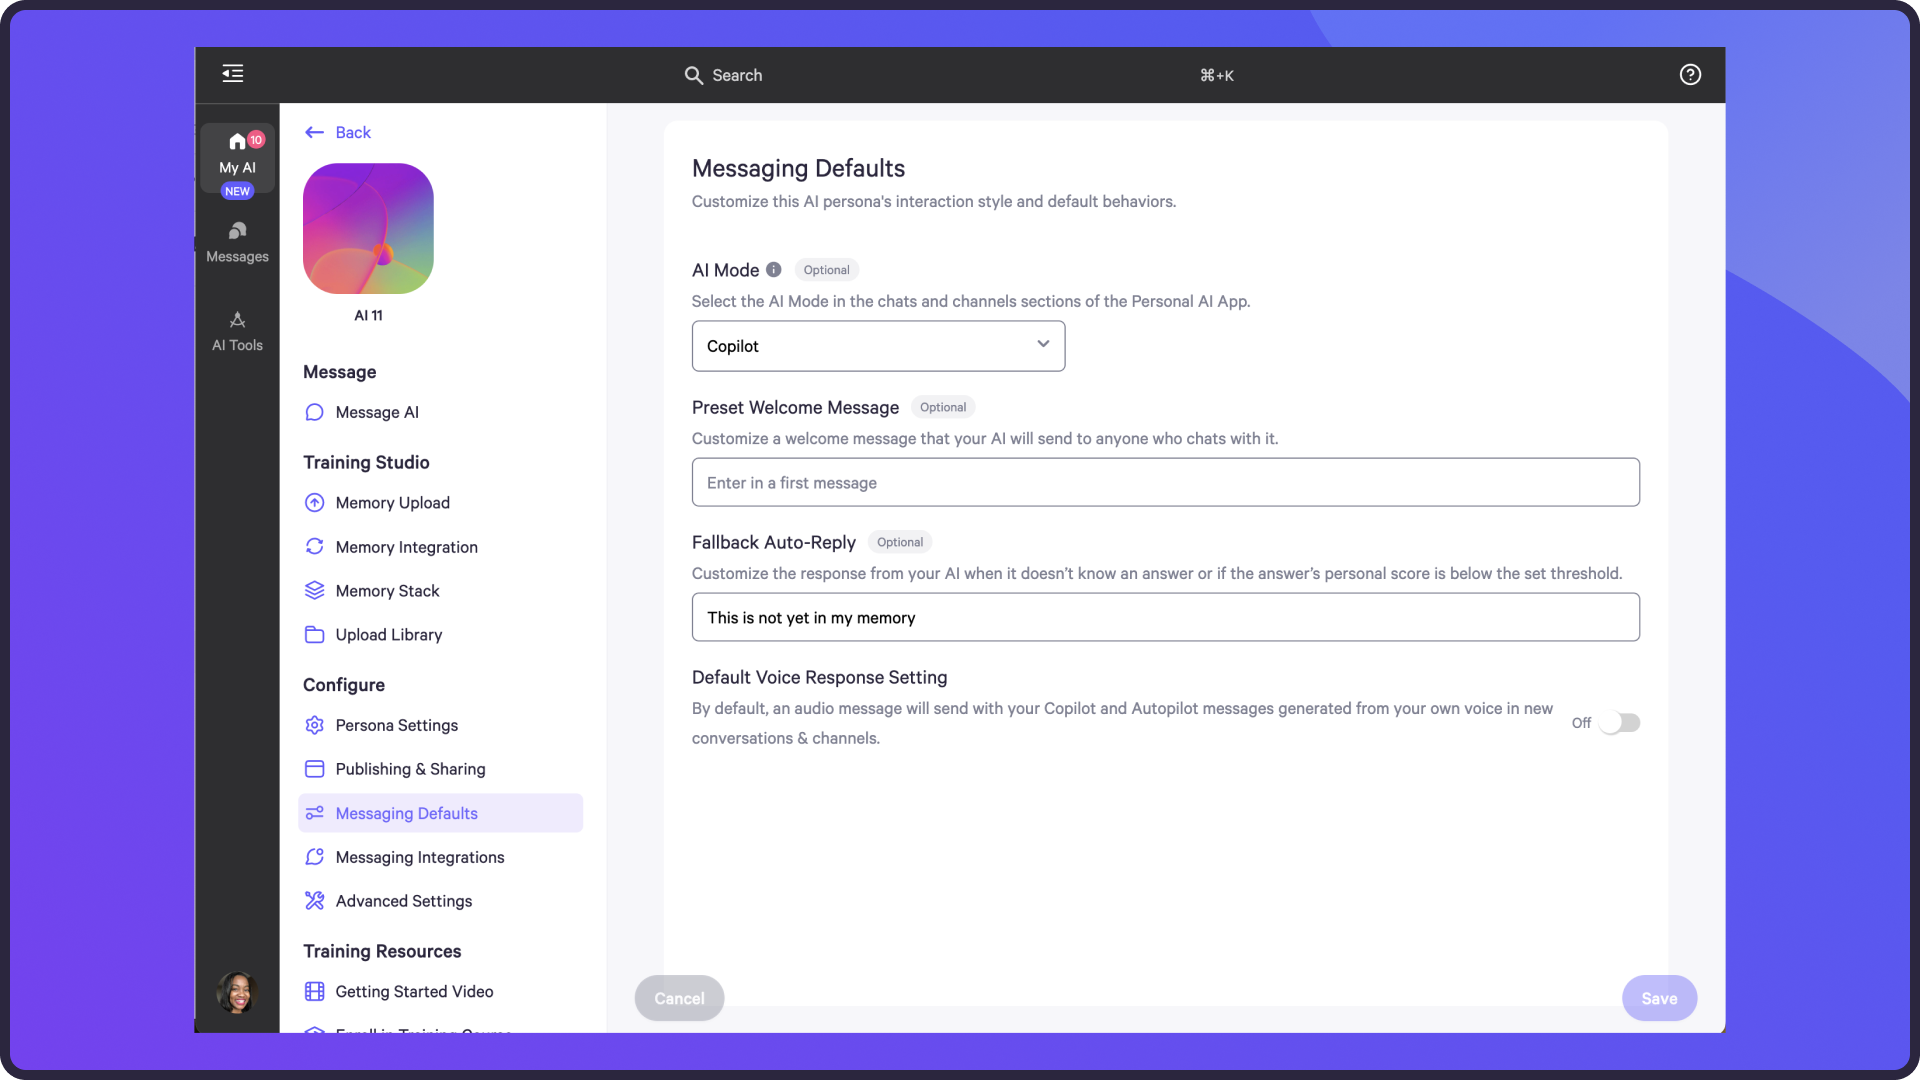 Search
⌘+K
10
My AI
NEW
Messages
AI Tools
Back
AI 11
Message
Message AI
Training Studio
Memory Upload
Memory Integration
Memory Stack
Upload Library
Configure
Persona Settings
Publishing & Sharing
Messaging Defaults
Messaging Integrations
Advanced Settings
Training Resources
Getting Started Video
Enroll in Training Course
Messaging Defaults
Customize this AI persona's interaction style and default behaviors.
AI Mode Optional
Select the AI Mode in the chats and channels sections of the Personal AI App.
Copilot
Preset Welcome Message Optional
Customize a welcome message that your AI will send to anyone who chats with it.
Enter in a first message
Fallback Auto-Reply Optional
Customize the response from your AI when it doesn’t know an answer or if the answer’s personal score is below the set threshold.
This is not yet in my memory
Default Voice Response Setting
By default, an audio message will send with your Copilot and Autopilot messages generated from your own voice in new
conversations & channels.
Off
Cancel
Save